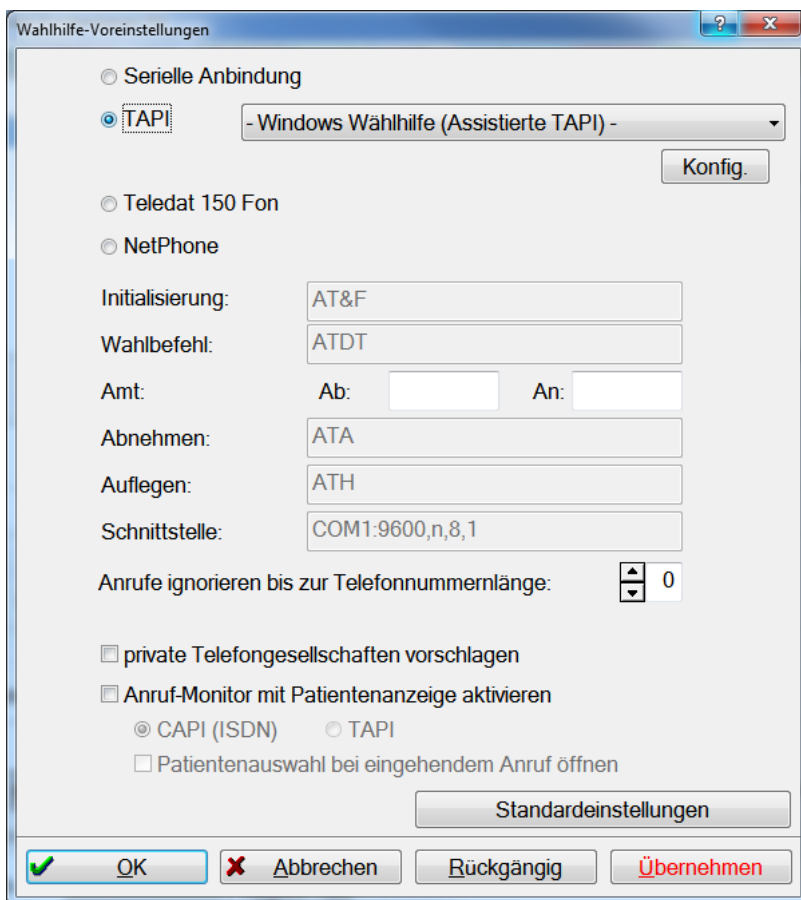 Wahlhilfe-Voreinstellungen
?
x
Serielle Anbindung
TAPI - Windows Wählhilfe (Assistierte TAPI) -
Konfig.
Teledat 150 Fon
NetPhone
Initialisierung: AT&F
Wahlbefehl: ATDT
Amt: Ab: An:
Abnehmen: ATA
Auflegen: ATH
Schnittstelle: COM1:9600,n,8,1
Anrufe ignorieren bis zur Telefonnummernlänge: 0
private Telefongesellschaften vorschlagen
Anruf-Monitor mit Patientenanzeige aktivieren
CAPI (ISDN) TAPI
Patientenauswahl bei eingehendem Anruf öffnen
Standardeinstellungen
OK Abbrechen Rückgängig Übernehmen